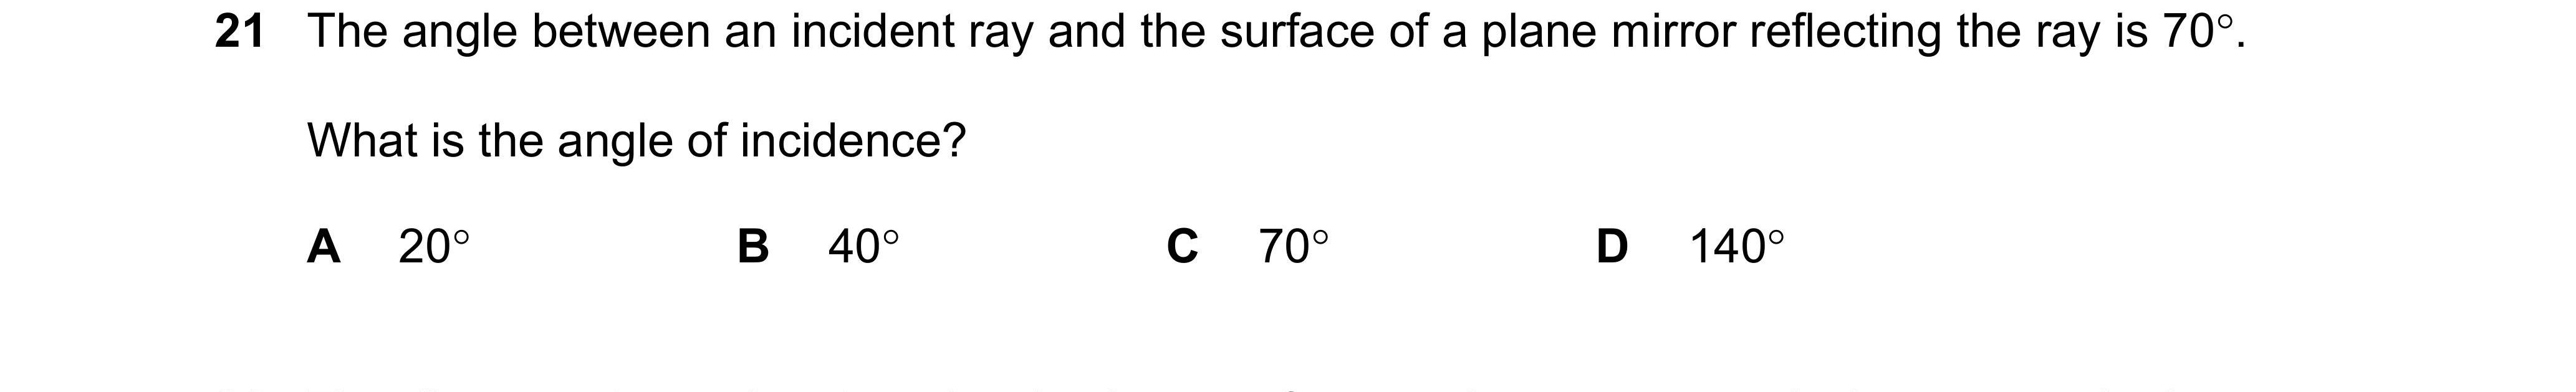 21 The angle between an incident ray and the surface of a plane mirror reflecting the ray is 70°.
What is the angle of incidence?
A 20° B 40° C 70° D 140°